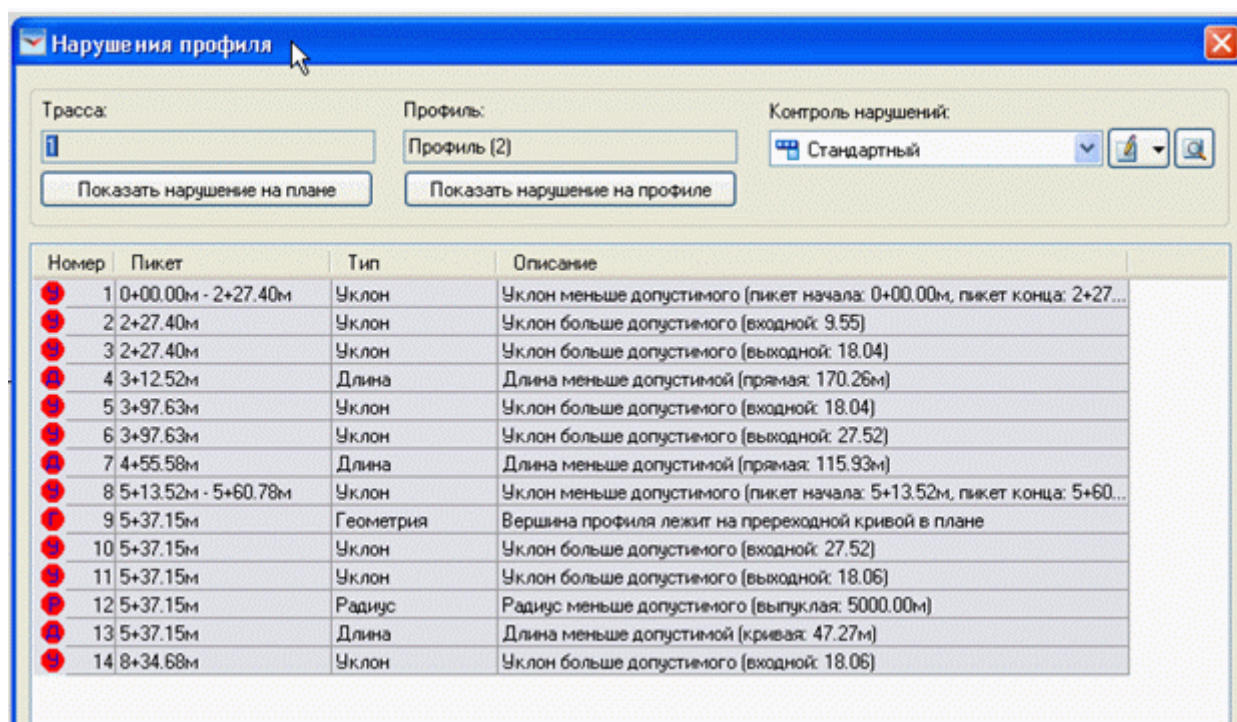 Нарушения профиля
Трасса: Профиль: Контроль нарушений:
1 Профиль (2) Стандартный
Показать нарушение на плане Показать нарушение на профиле
Номер Пикет Тип Описание
У 1 0+00.00м - 2+27.40м Уклон Уклон меньше допустимого (пикет начала: 0+00.00м, пикет конца: 2+27...
У 2 2+27.40м Уклон Уклон больше допустимого (входной: 9.55)
У 3 2+27.40м Уклон Уклон больше допустимого (выходной: 18.04)
Д 4 3+12.52м Длина Длина меньше допустимой (прямая: 170.26м)
У 5 3+97.63м Уклон Уклон больше допустимого (входной: 18.04)
У 6 3+97.63м Уклон Уклон больше допустимого (выходной: 27.52)
Д 7 4+55.58м Длина Длина меньше допустимой (прямая: 115.93м)
У 8 5+13.52м - 5+60.78м Уклон Уклон меньше допустимого (пикет начала: 5+13.52м, пикет конца: 5+60...
Г 9 5+37.15м Геометрия Вершина профиля лежит на пререходной кривой в плане
У 10 5+37.15м Уклон Уклон больше допустимого (входной: 27.52)
У 11 5+37.15м Уклон Уклон больше допустимого (выходной: 18.06)
Р 12 5+37.15м Радиус Радиус меньше допустимого (выпуклая: 5000.00м)
Д 13 5+37.15м Длина Длина меньше допустимой (кривая: 47.27м)
У 14 8+34.68м Уклон Уклон больше допустимого (входной: 18.06)